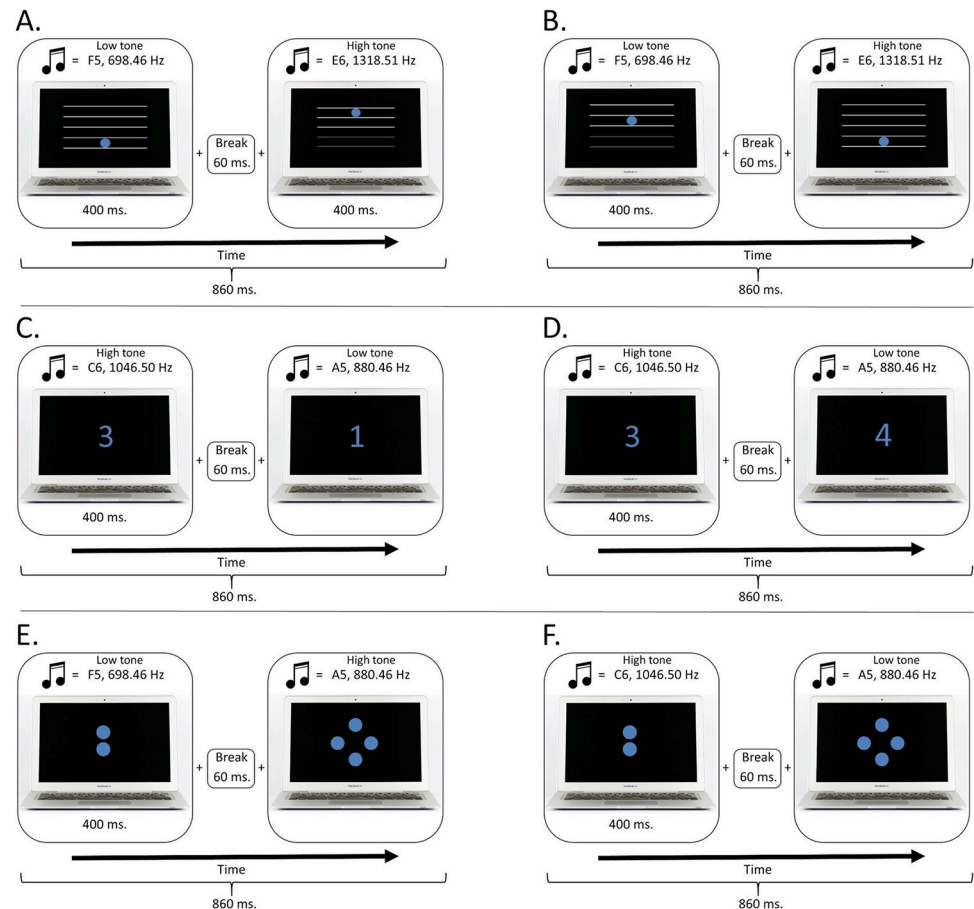 A.
Low tone
= F5, 698.46 Hz
High tone
= E6, 1318.51 Hz
+ Break 60 ms. +
400 ms.
400 ms.
Time
860 ms.
B.
Low tone
= F5, 698.46 Hz
High tone
= E6, 1318.51 Hz
+ Break 60 ms. +
400 ms.
Time
860 ms.
C.
High tone
= C6, 1046.50 Hz
Low tone
= A5, 880.46 Hz
3
1
+ Break 60 ms. +
400 ms.
Time
860 ms.
D.
High tone
= C6, 1046.50 Hz
Low tone
= A5, 880.46 Hz
3
4
+ Break 60 ms. +
400 ms.
Time
860 ms.
E.
Low tone
= F5, 698.46 Hz
High tone
= A5, 880.46 Hz
+ Break 60 ms. +
400 ms.
Time
860 ms.
F.
High tone
= C6, 1046.50 Hz
Low tone
= A5, 880.46 Hz
+ Break 60 ms. +
400 ms.
Time
860 ms.